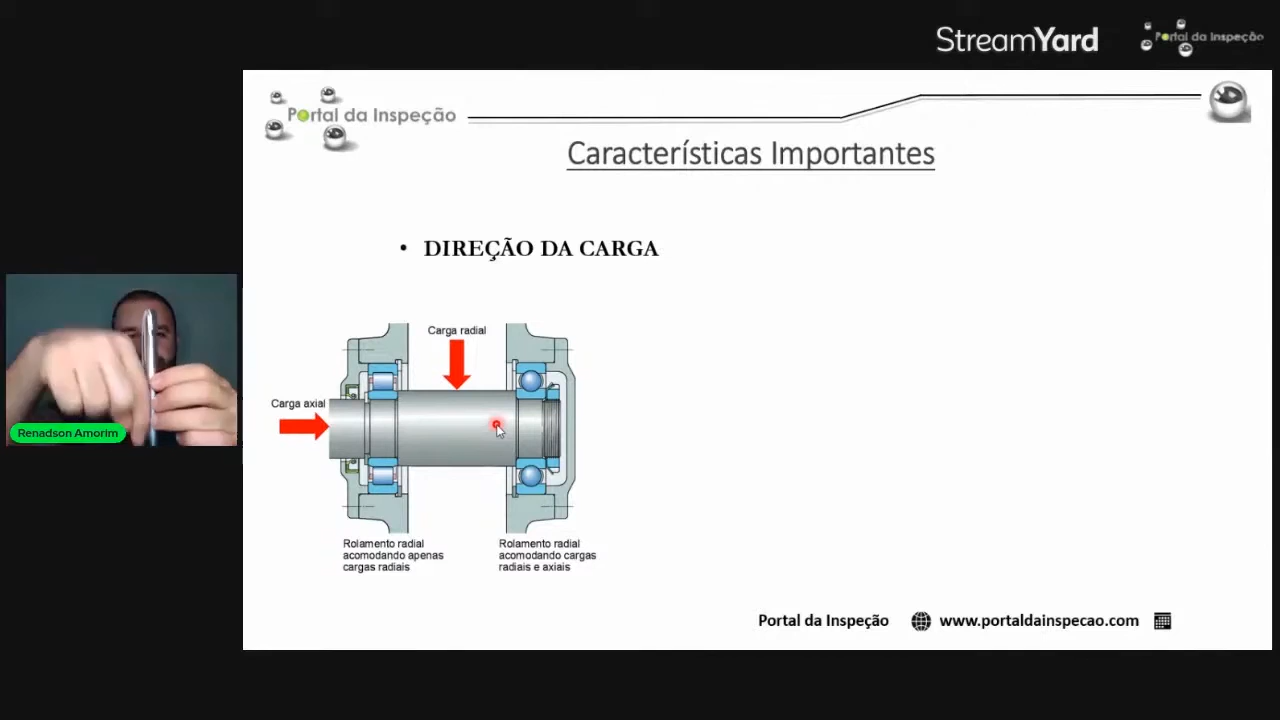 StreamYard
Portal da Inspeção
Portal da Inspeção
Características Importantes
• DIREÇÃO DA CARGA
Carga radial
Carga axial
Renadson Amorim
Rolamento radial
acomodando apenas
cargas radiais
Rolamento radial
acomodando cargas
radiais e axiais
Portal da Inspeção www.portaldainspecao.com